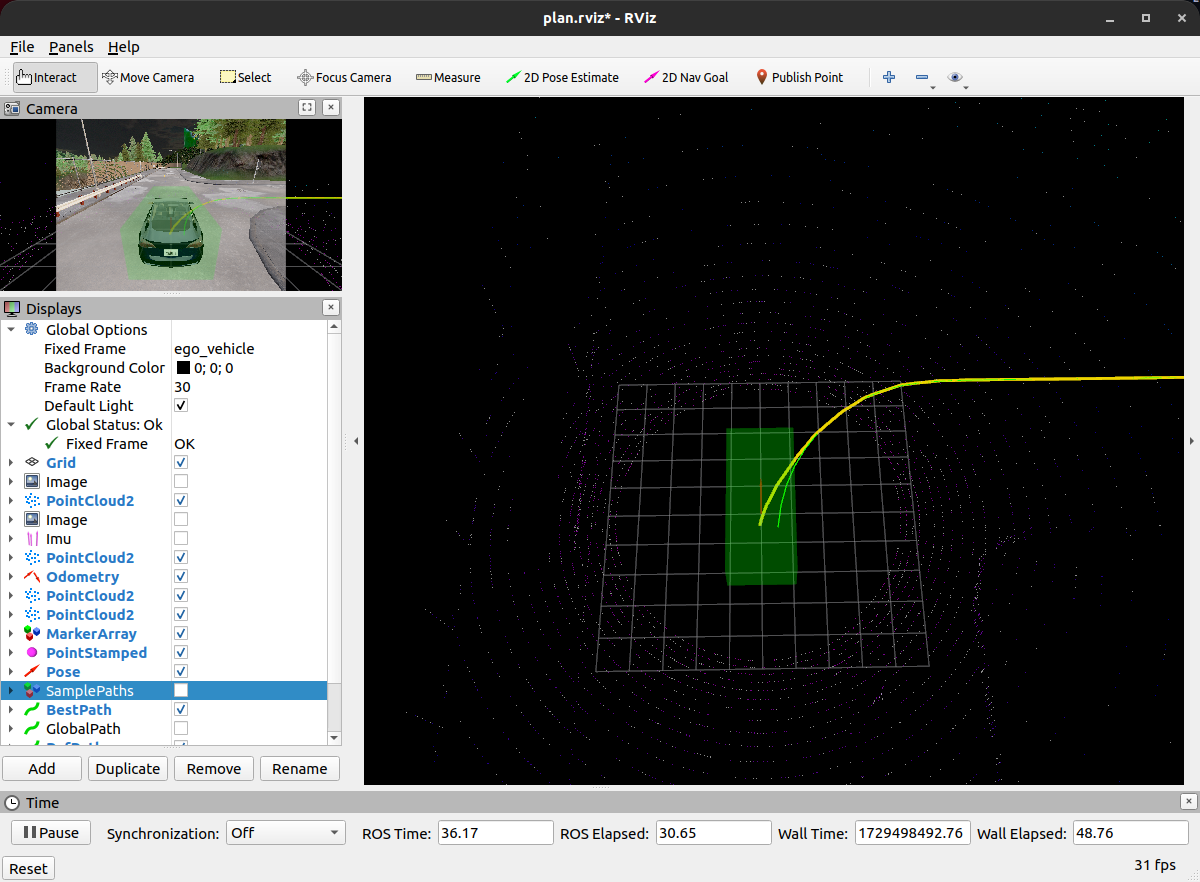 plan.rviz* - RViz
File Panels Help
Interact Move Camera Select Focus Camera Measure 2D Pose Estimate 2D Nav Goal Publish Point
Camera
Displays
Global Options
Fixed Frame ego_vehicle
Background Color 0; 0; 0
Frame Rate 30
Default Light
Global Status: Ok
Fixed Frame OK
Grid
Image
PointCloud2
Image
Imu
PointCloud2
Odometry
PointCloud2
PointCloud2
MarkerArray
PointStamped
Pose
SamplePaths
BestPath
GlobalPath
Add Duplicate Remove Rename
Time
Pause Synchronization: Off ROS Time: 36.17 ROS Elapsed: 30.65 Wall Time: 1729498492.76 Wall Elapsed: 48.76
Reset 31 fps